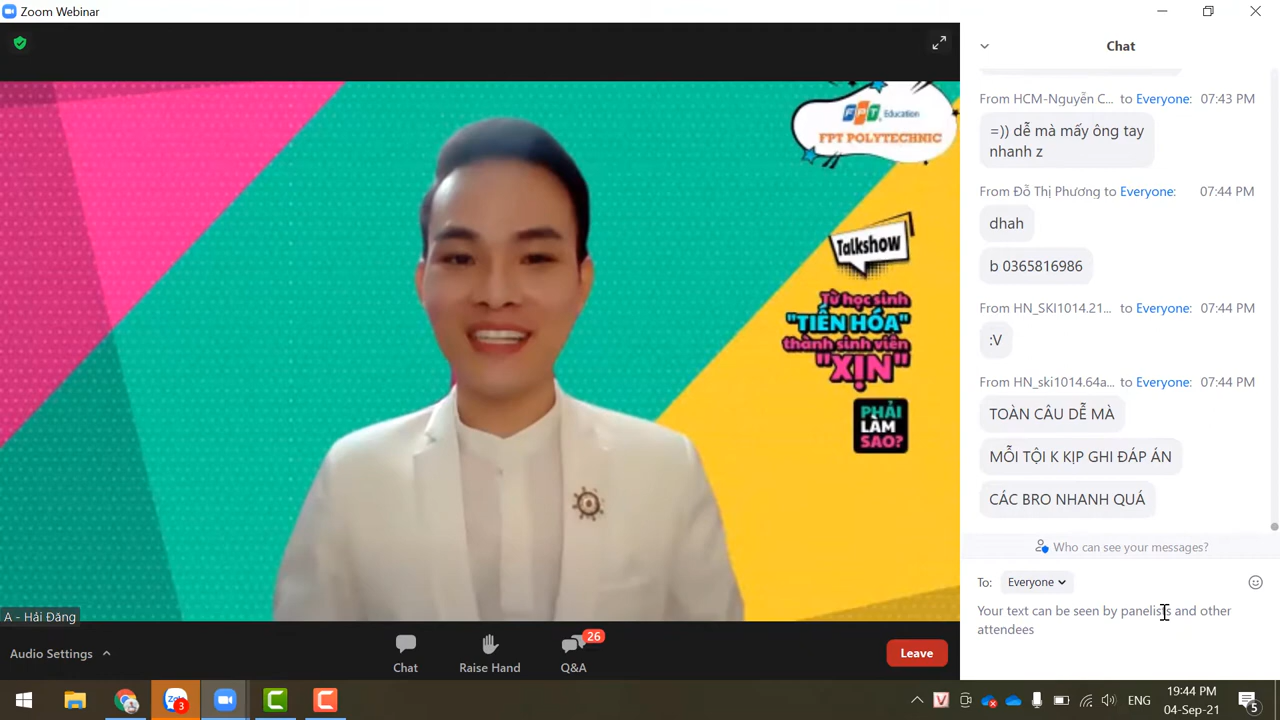 Zoom Webinar
FPT Education
FPT POLYTECHNIC
Talkshow
Từ học sinh
"TIẾN HÓA"
thành sinh viên
"XỊN"
PHẢI
LÀM
SAO?
A - Hải Đăng
Chat
From HCM-Nguyễn C... to Everyone: 07:43 PM
=)) dễ mà mấy ông tay
nhanh z
From Đỗ Thị Phương to Everyone: 07:44 PM
dhah
b 0365816986
From HN_SKI1014.21... to Everyone: 07:44 PM
:V
From HN_ski1014.64a... to Everyone: 07:44 PM
TOÀN CÂU DỄ MÀ
MỖI TỘI K KỊP GHI ĐÁP ÁN
CÁC BRO NHANH QUÁ
Who can see your messages?
To: Everyone
Your text can be seen by panelists and other
attendees
Audio Settings
Chat
Raise Hand
26
Q&A
Leave
Zalo
3
C
C
V
ENG
19:44 PM
04-Sep-21
5